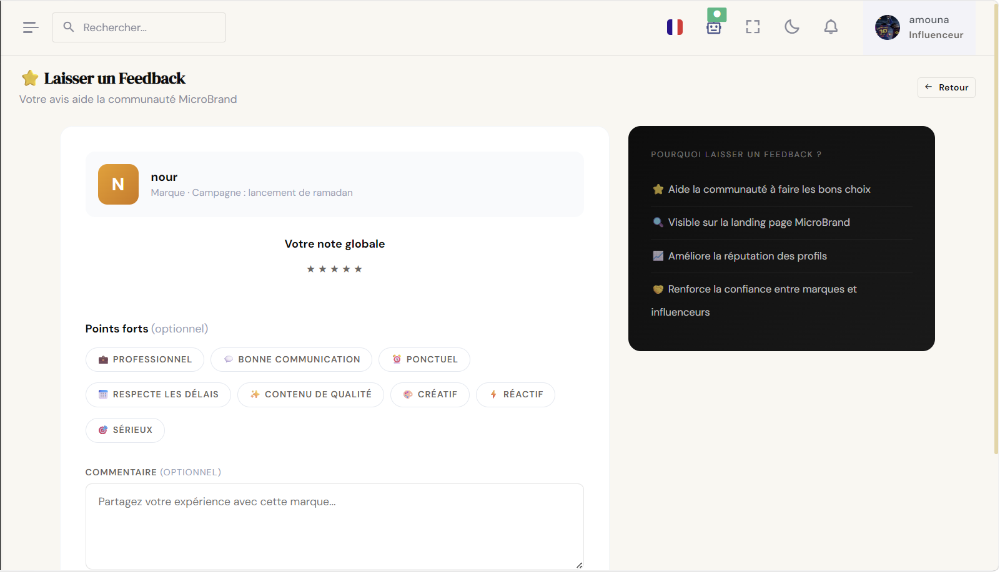 Rechercher...
amouna
Influenceur
Laisser un Feedback
Votre avis aide la communauté MicroBrand
← Retour
N
nour
Marque · Campagne : lancement de ramadan
Votre note globale
★ ★ ★ ★ ★
Points forts (optionnel)
PROFESSIONNEL
BONNE COMMUNICATION
PONCTUEL
RESPECTE LES DÉLAIS
CONTENU DE QUALITÉ
CRÉATIF
RÉACTIF
SÉRIEUX
COMMENTAIRE (OPTIONNEL)
Partagez votre expérience avec cette marque...
POURQUOI LAISSER UN FEEDBACK ?
Aide la communauté à faire les bons choix
Visible sur la landing page MicroBrand
Améliore la réputation des profils
Renforce la confiance entre marques et
influenceurs